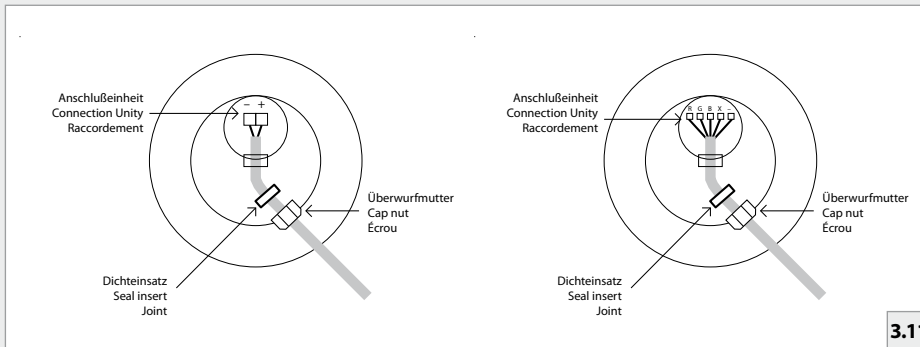 Anschlußeinheit
Connection Unity
Raccordement
− +
Überwurfmutter
Cap nut
Écrou
Dichteinsatz
Seal insert
Joint
Anschlußeinheit
Connection Unity
Raccordement
R G B X −
Überwurfmutter
Cap nut
Écrou
Dichteinsatz
Seal insert
Joint
3.11